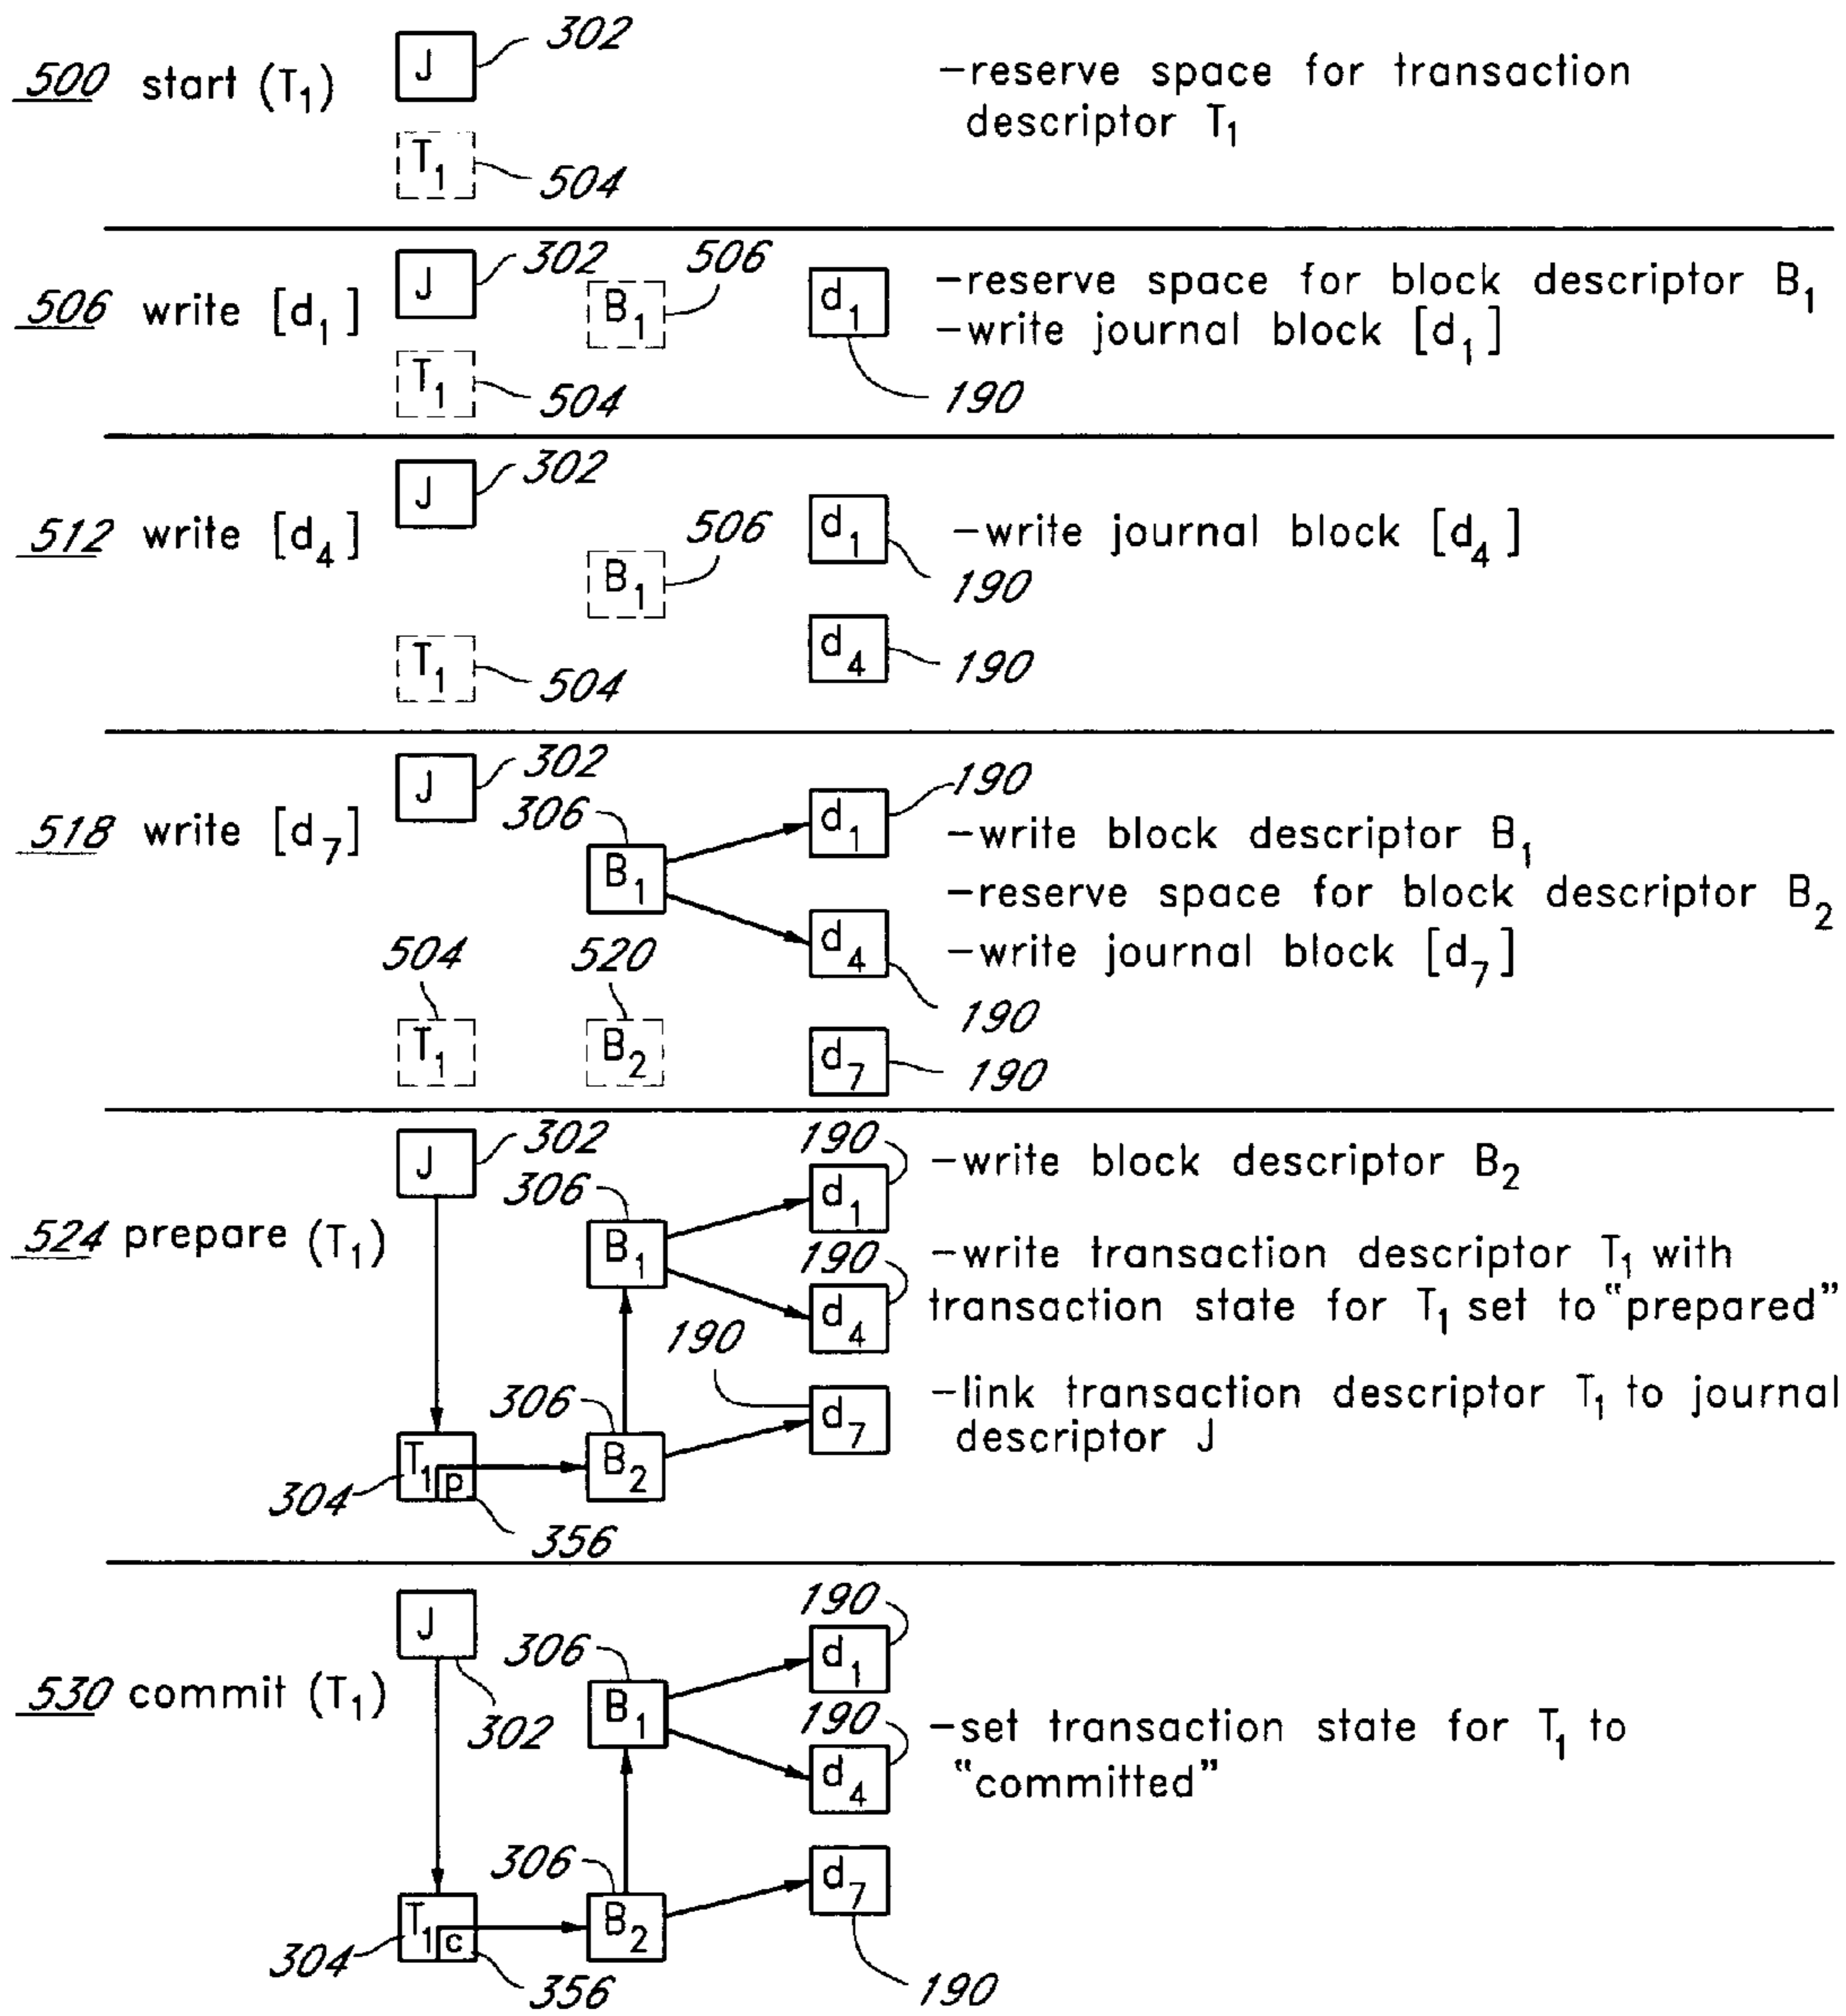 500 start (T₁)
J
302
T₁
504
-reserve space for transaction
descriptor T₁
506 write [d₁]
J
302
T₁
504
B₁
506
d₁
190
-reserve space for block descriptor B₁
-write journal block [d₁]
512 write [d₄]
J
302
T₁
504
B₁
506
d₁
190
d₄
190
-write journal block [d₄]
518 write [d₇]
J
302
306
B₁
d₁
190
d₄
190
504
T₁
520
B₂
d₇
190
-write block descriptor B₁
-reserve space for block descriptor B₂
-write journal block [d₇]
524 prepare (T₁)
J
302
306
B₁
190
d₁
190
d₄
190
d₇
306
B₂
T₁
p
304
356
-write block descriptor B₂
-write transaction descriptor T₁ with
transaction state for T₁ set to "prepared"
-link transaction descriptor T₁ to journal
descriptor J
530 commit (T₁)
J
302
306
B₁
190
d₁
190
d₄
306
B₂
d₇
190
T₁
c
304
356
-set transaction state for T₁ to
"committed"